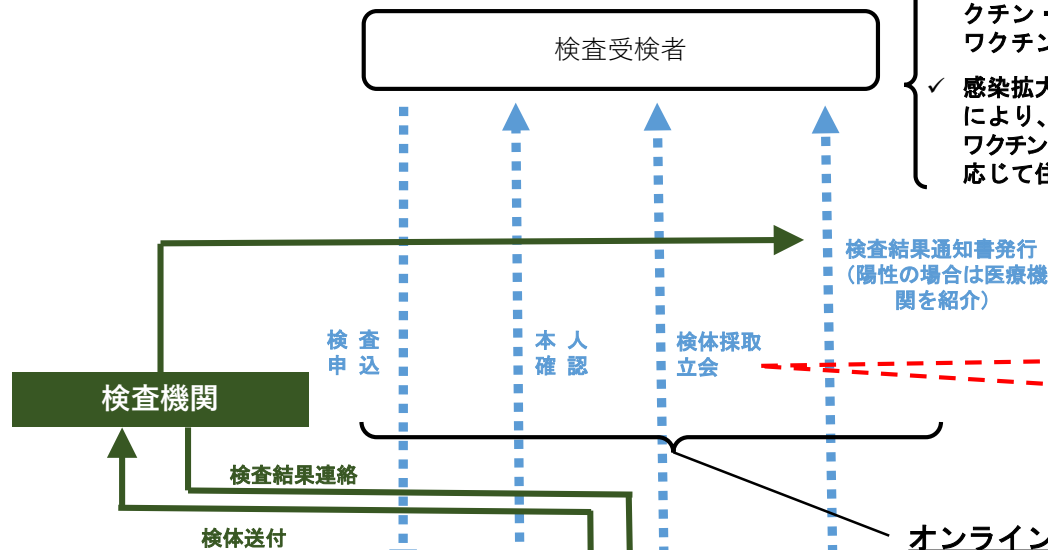 クチン・
ワクチン
検査受検者
✓ 感染拡大
により、
ワクチン
応じて住
検査結果通知書発行
（陽性の場合は医療機
関を紹介）
検 査
申 込
本 人
確 認
検体採取
立会
検査機関
検査結果連絡
検体送付
オンライン